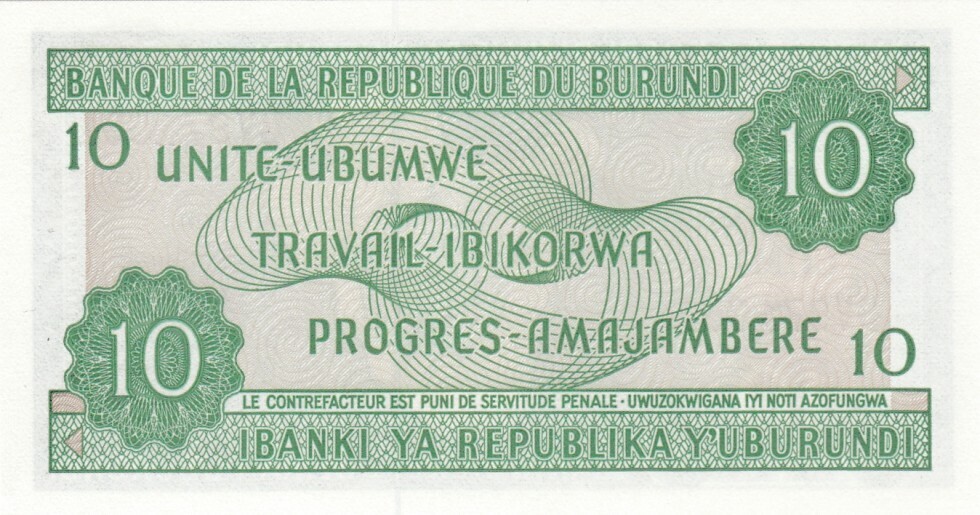 BANQUE DE LA REPUBLIQUE DU BURUNDI
10
10
UNITE-UBUMWE
TRAVAIL-IBIKORWA
PROGRES-AMAJAMBERE
10
10
LE CONTREFACTEUR EST PUNI DE SERVITUDE PENALE · UWUZOKWIGANA IYI NOTI AZOFUNGWA
IBANKI YA REPUBLIKA Y'UBURUNDI